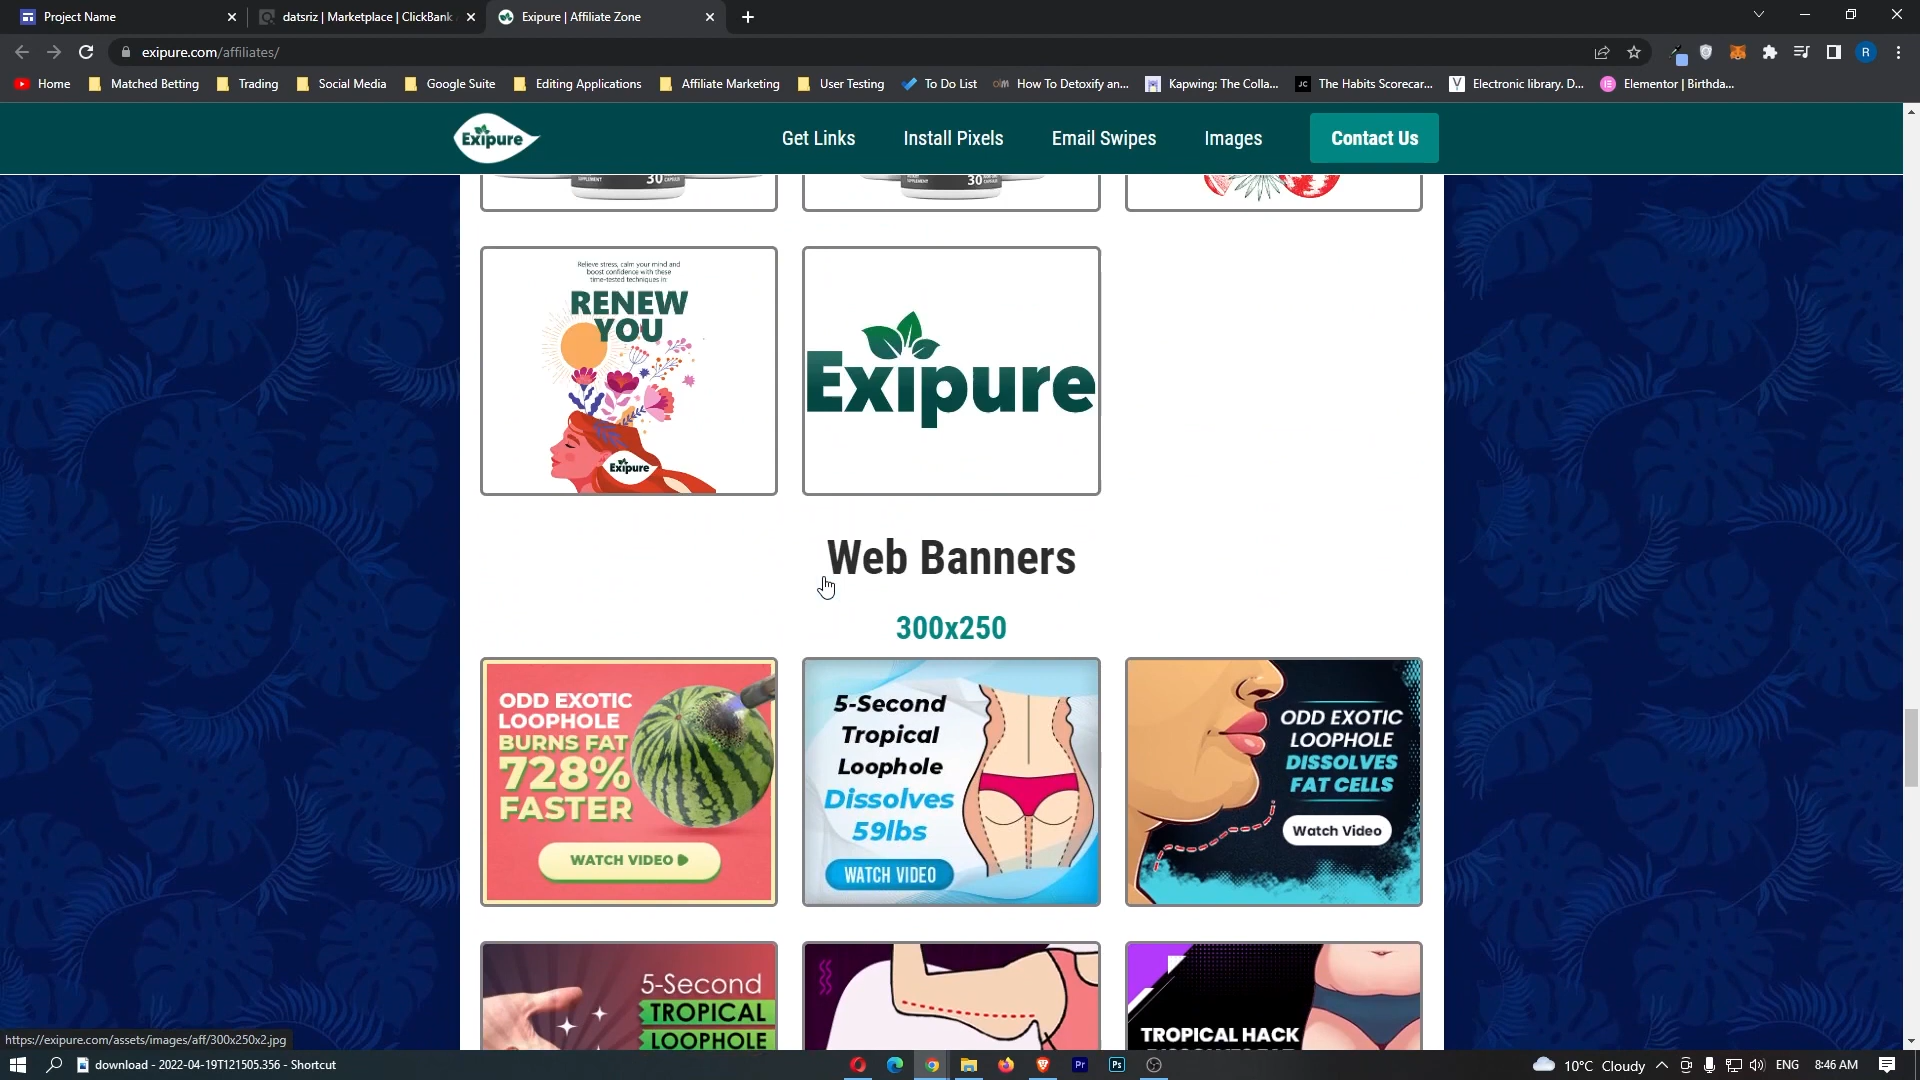 Project Name
datsriz | Marketplace | ClickBank
Exipure | Affiliate Zone
exipure.com/affiliates/
R
Home
Matched Betting
Trading
Social Media
Google Suite
Editing Applications
Affiliate Marketing
User Testing
To Do List
How To Detoxify an...
Kapwing: The Colla...
JC
The Habits Scorecar...
Electronic library. D...
Elementor | Birthda...
Exipure
Get Links
Install Pixels
Email Swipes
Images
Contact Us
SUPPLEMENT
30
SUPPLEMENT
30
Relieve stress, calm your mind and
boost confidence with these
time-tested techniques in
RENEW
YOU
Exipure
Exipure
Web Banners
300x250
ODD EXOTIC
LOOPHOLE
BURNS FAT
728%
FASTER
WATCH VIDEO
5-Second
Tropical
Loophole
Dissolves
59lbs
WATCH VIDEO
ODD EXOTIC
LOOPHOLE
DISSOLVES
FAT CELLS
Watch Video
5-Second
TROPICAL
LOOPHOLE
TROPICAL HACK
https://exipure.com/assets/images/aff/300x250x2.jpg
download - 2022-04-19T121505.356 - Shortcut
Pr
Ps
10°C Cloudy
ENG
8:46 AM